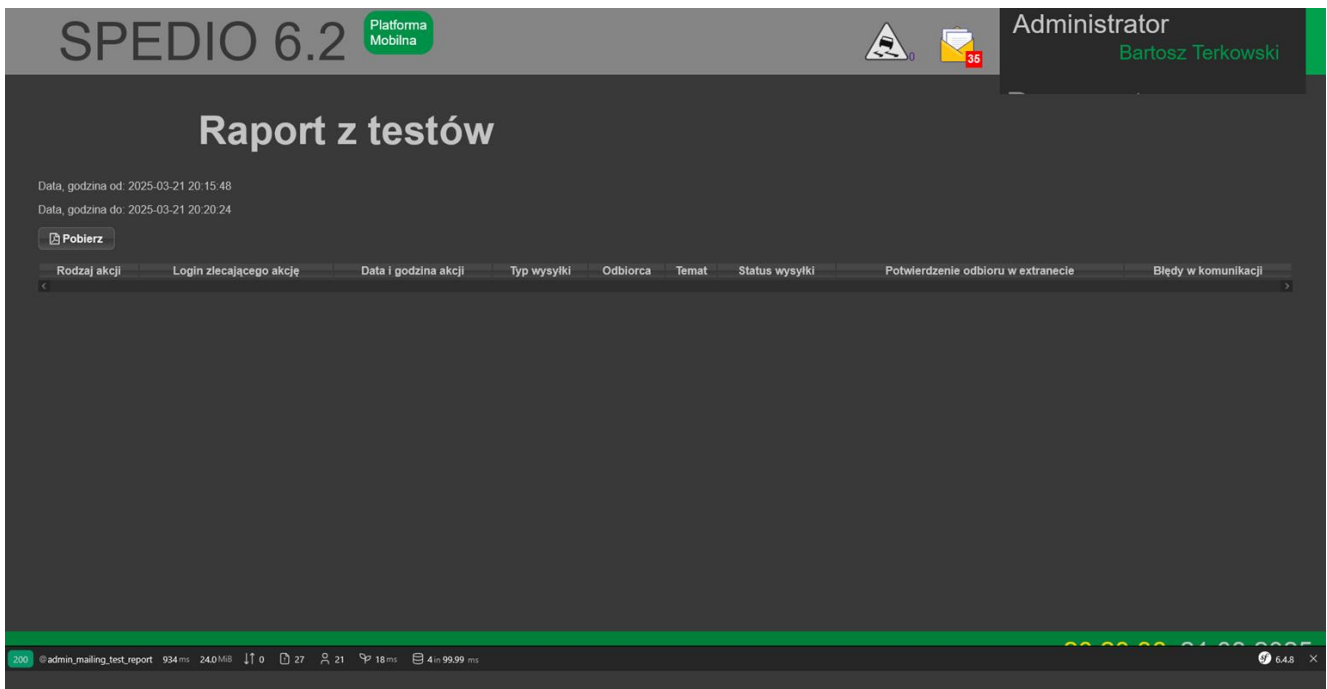 SPEDIO 6.2
Platforma
Mobilna
0
35
Administrator
Bartosz Terkowski
Raport z testów
Data, godzina od: 2025-03-21 20:15:48
Data, godzina do: 2025-03-21 20:20:24
Pobierz
Rodzaj akcji Login zlecającego akcję Data i godzina akcji Typ wysyłki Odbiorca Temat Status wysyłki Potwierdzenie odbioru w extranecie Błędy w komunikacji
200 @admin_mailing_test_report 934 ms 24.0 MiB 0 27 21 18 ms 4 in 99.99 ms sf 6.4.8